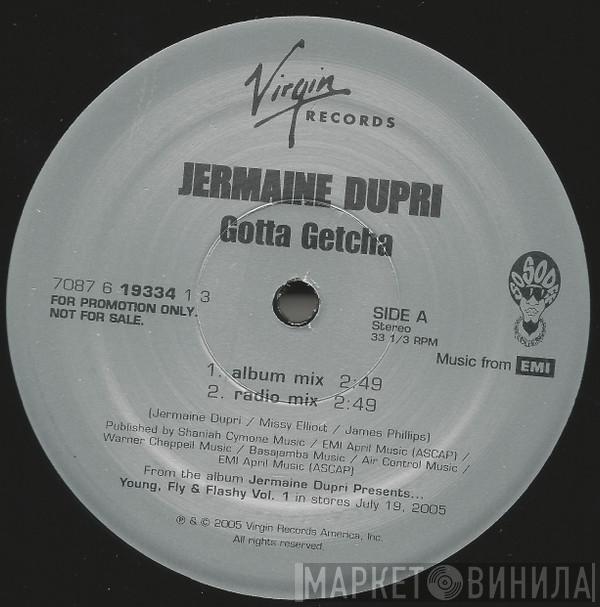 Virgin
RECORDS
JERMAINE DUPRI
Gotta Getcha
7087 6 19334 1 3
FOR PROMOTION ONLY.
NOT FOR SALE.
SIDE A
Stereo
33 1/3 RPM
SO SO DEF
Music from EMI
1. album mix 2:49
2. radio mix 2:49
(Jermaine Dupri / Missy Elliott / James Phillips)
Published by Shaniah Cymone Music / EMI April Music (ASCAP) /
Warner Chappell Music / Basajamba Music / Air Control Music /
EMI April Music (ASCAP)
From the album Jermaine Dupri Presents...
Young, Fly & Flashy Vol. 1 in stores July 19, 2005
℗ & © 2005 Virgin Records America, Inc.
All rights reserved.
МАРКЕТ ВИНИЛА